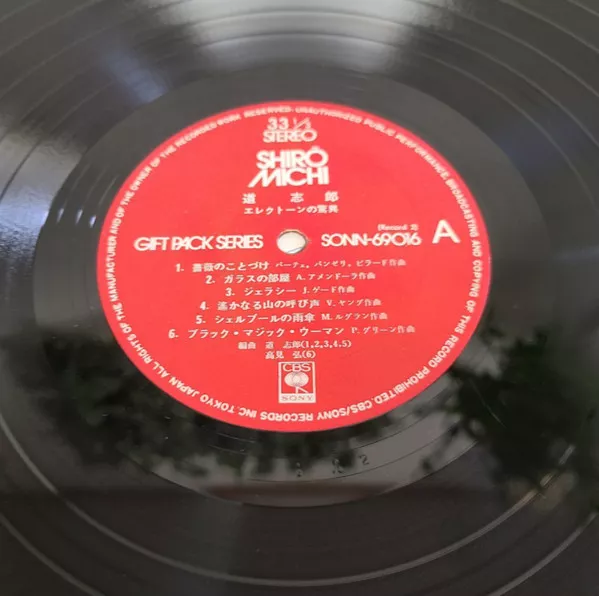 33 1/3
STEREO
SHIRO
MICHI
道 志 郎
エレクトーンの驚異
GIFT PACK SERIES
(Record 2)
SONN-69016 A
1. 薔薇のことづけ パーチェ、パンゼリ、ピラード作曲
2. ガラスの部屋 A.アメンドーラ作曲
3. ジェラシー J.ゲード作曲
4. 遙かなる山の呼び声 V.ヤング作曲
5. シェルブールの雨傘 M.ルグラン作曲
6. ブラック・マジック・ウーマン P.グリーン作曲
編曲 道 志郎(1,2,3,4,5)
高見 弘(6)
CBS
SONY
ALL RIGHTS OF THE MANUFACTURER AND OF THE OWNER OF THE RECORDED WORK RESERVED · UNAUTHORIZED PUBLIC PERFORMANCE, BROADCASTING AND COPYING OF THIS RECORD PROHIBITED. CBS/SONY RECORDS INC. TOKYO JAPAN